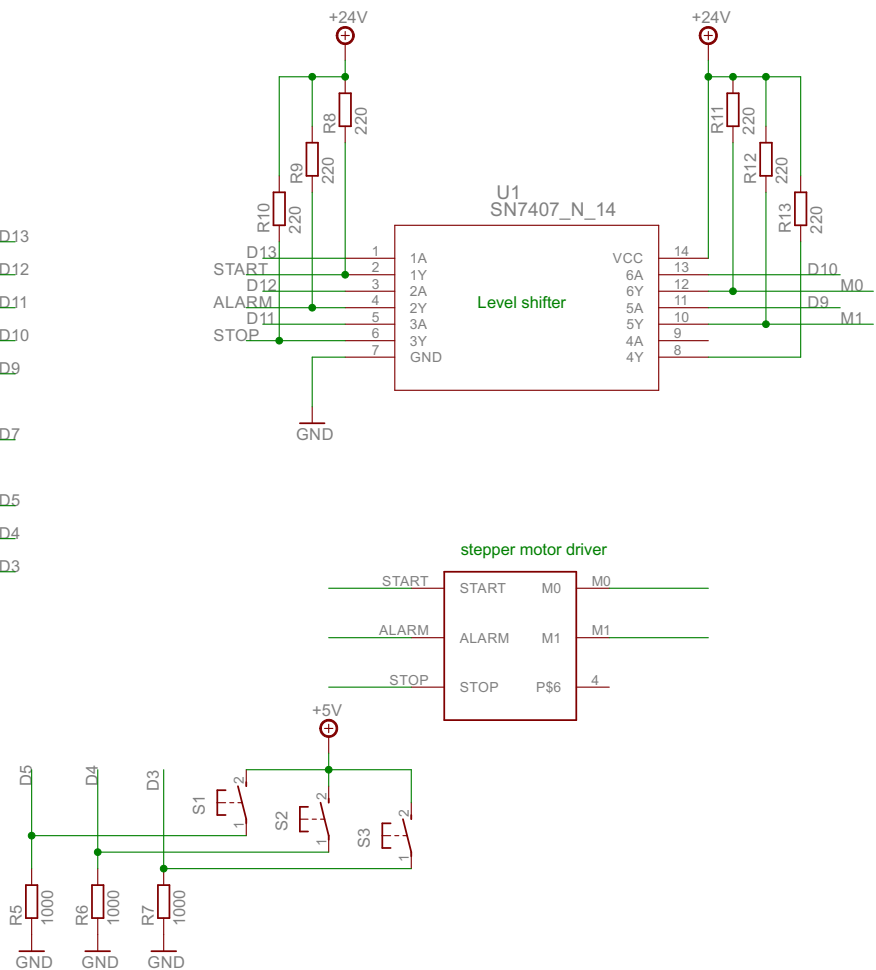 +24V
+24V
R8
220
R9
220
R10
220
R11
220
R12
220
R13
220
U1
SN7407_N_14
D13
D12
D11
D10
D9
D7
D5
D4
D3
D13
START
D12
ALARM
D11
STOP
1
2
3
4
5
6
7
1A
1Y
2A
2Y
3A
3Y
GND
Level shifter
VCC
6A
6Y
5A
5Y
4A
4Y
14
13
12
11
10
9
8
D10
M0
D9
M1
GND
stepper motor driver
START
START
M0
M0
ALARM
ALARM
M1
M1
STOP
STOP
P$6
4
+5V
D5
D4
D3
S1
2
1
S2
2
1
S3
2
1
R5
1000
R6
1000
R7
1000
GND
GND
GND